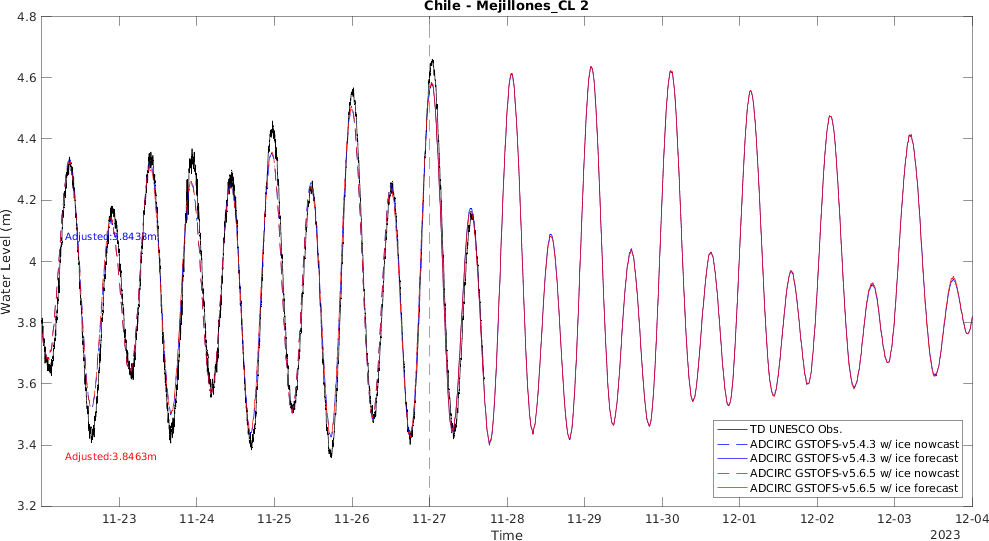 Chile - Mejillones_CL 2
Water Level (m)
4.8
4.6
4.4
4.2
4
3.8
3.6
3.4
3.2
Adjusted:3.8433m
Adjusted:3.8463m
TD UNESCO Obs.
ADCIRC GSTOFS-v5.4.3 w/ ice nowcast
ADCIRC GSTOFS-v5.4.3 w/ ice forecast
ADCIRC GSTOFS-v5.6.5 w/ ice nowcast
ADCIRC GSTOFS-v5.6.5 w/ ice forecast
11-23 11-24 11-25 11-26 11-27 11-28 11-29 11-30 12-01 12-02 12-03 12-04
Time
2023